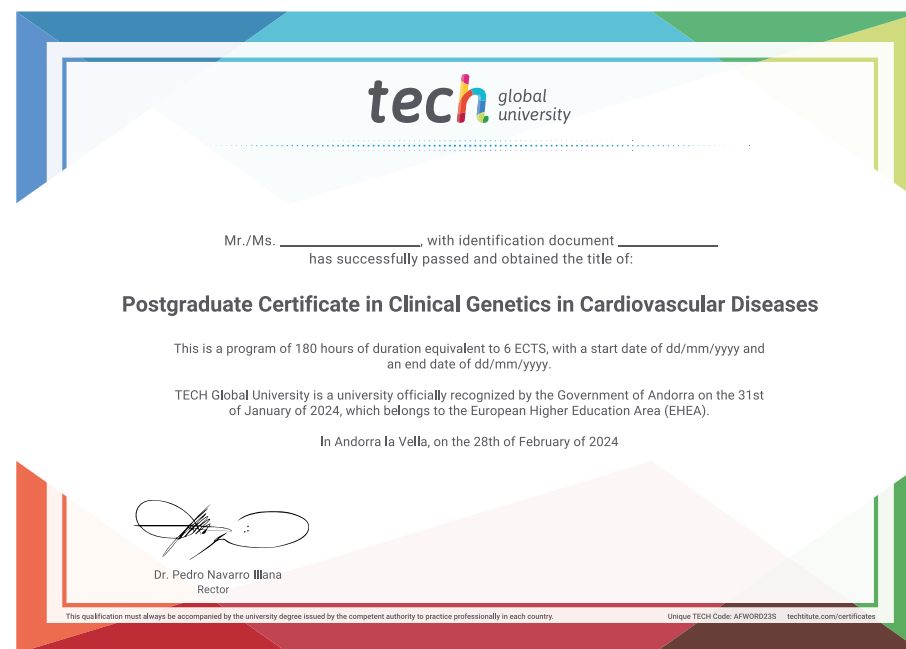 tech global university
Mr./Ms. ____________________, with identification document ______________
has successfully passed and obtained the title of:
Postgraduate Certificate in Clinical Genetics in Cardiovascular Diseases
This is a program of 180 hours of duration equivalent to 6 ECTS, with a start date of dd/mm/yyyy and
an end date of dd/mm/yyyy.
TECH Global University is a university officially recognized by the Government of Andorra on the 31st
of January of 2024, which belongs to the European Higher Education Area (EHEA).
In Andorra la Vella, on the 28th of February of 2024
Dr. Pedro Navarro Illana
Rector
This qualification must always be accompanied by the university degree issued by the competent authority to practice professionally in each country.
Unique TECH Code: AFWORD23S techtitute.com/certificates